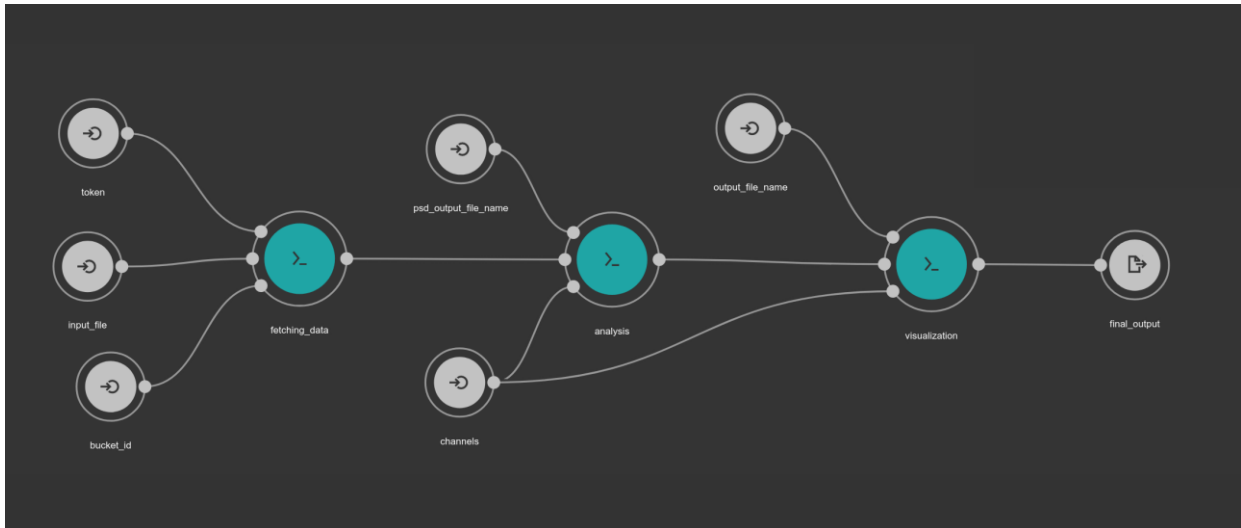 token
input_file
bucket_id
fetching_data
psd_output_file_name
channels
analysis
output_file_name
visualization
final_output